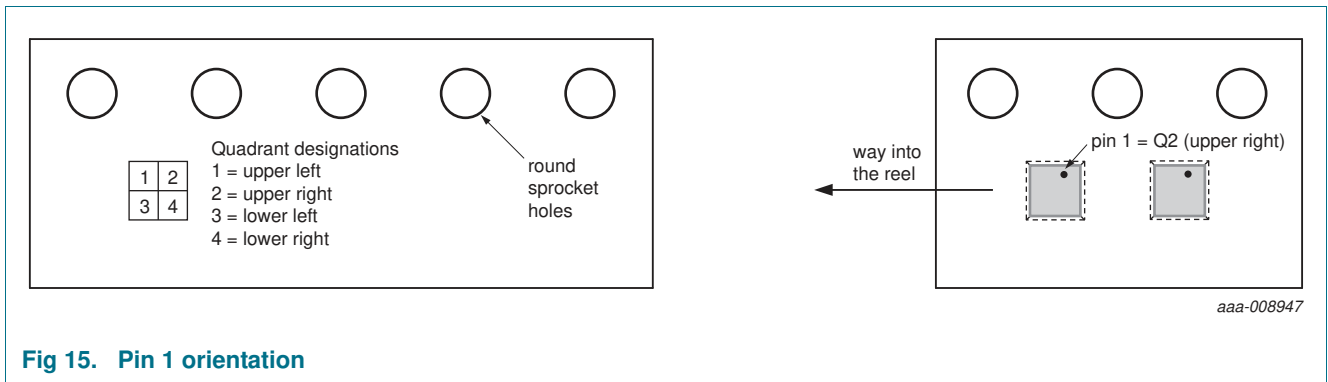 Quadrant designations
1 = upper left
2 = upper right
3 = lower left
4 = lower right
1 2
3 4
round
sprocket
holes
way into
the reel
pin 1 = Q2 (upper right)
aaa-008947
Fig 15. Pin 1 orientation